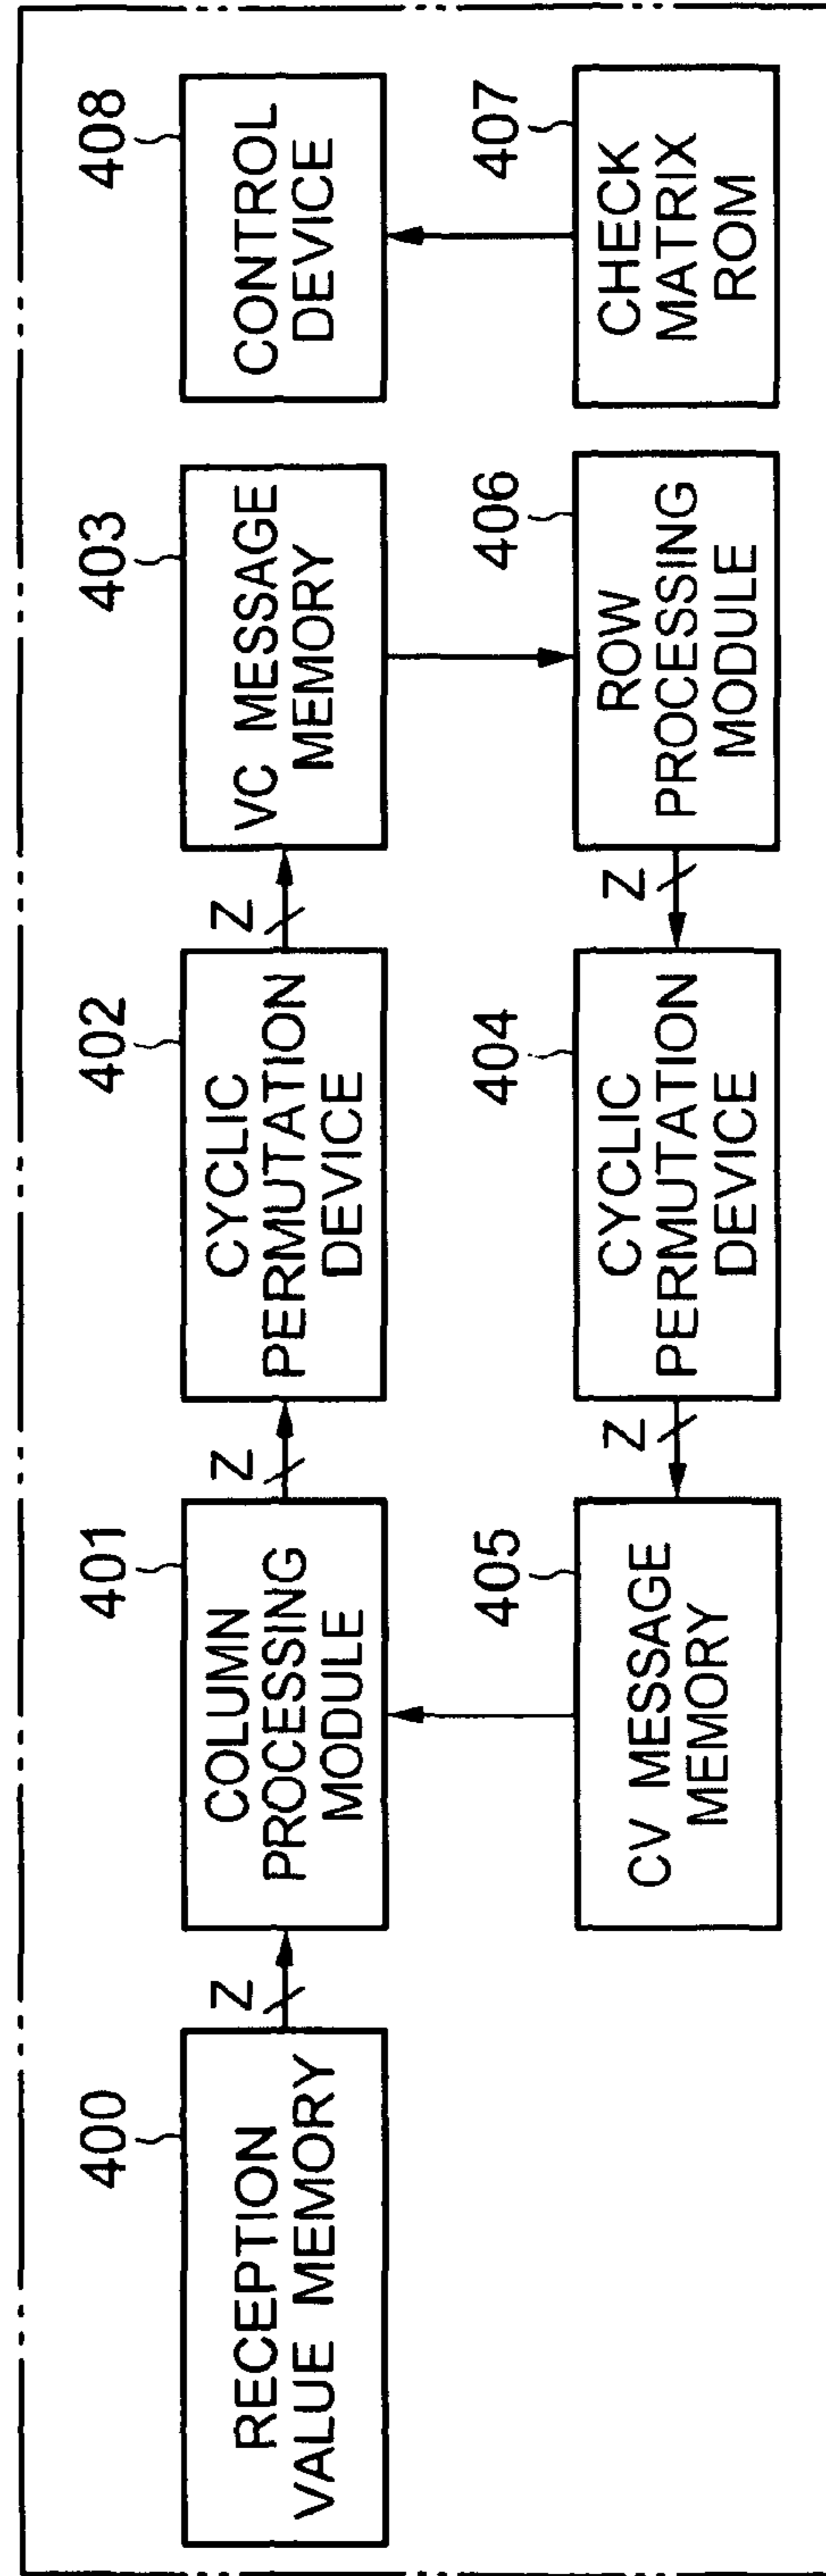 400
RECEPTION
VALUE MEMORY
Z
401
COLUMN
PROCESSING
MODULE
Z
402
CYCLIC
PERMUTATION
DEVICE
Z
403
VC MESSAGE
MEMORY
408
CONTROL
DEVICE
405
CV MESSAGE
MEMORY
Z
404
CYCLIC
PERMUTATION
DEVICE
Z
406
ROW
PROCESSING
MODULE
407
CHECK
MATRIX
ROM